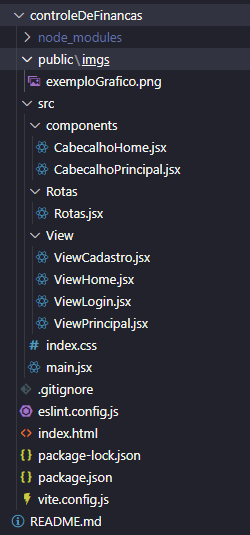 controleDeFinancas
node_modules
public\imgs
exemploGrafico.png
src
components
CabecalhoHome.jsx
CabecalhoPrincipal.jsx
Rotas
Rotas.jsx
View
ViewCadastro.jsx
ViewHome.jsx
ViewLogin.jsx
ViewPrincipal.jsx
# index.css
main.jsx
.gitignore
eslint.config.js
<> index.html
{} package-lock.json
{} package.json
vite.config.js
README.md